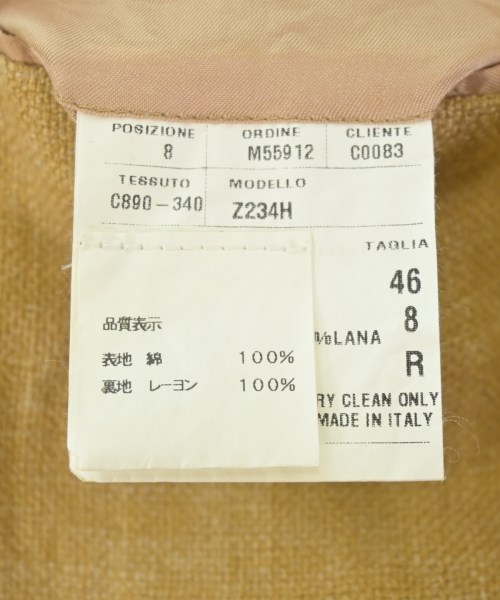 POSIZIONE ORDINE CLIENTE
8 M55912 C0083
TESSUTO MODELLO
C890-340 Z234H
TAGLIA
46
8
LANA
R
RY CLEAN ONLY
MADE IN ITALY
品質表示
表地 綿 100%
裏地 レーヨン 100%